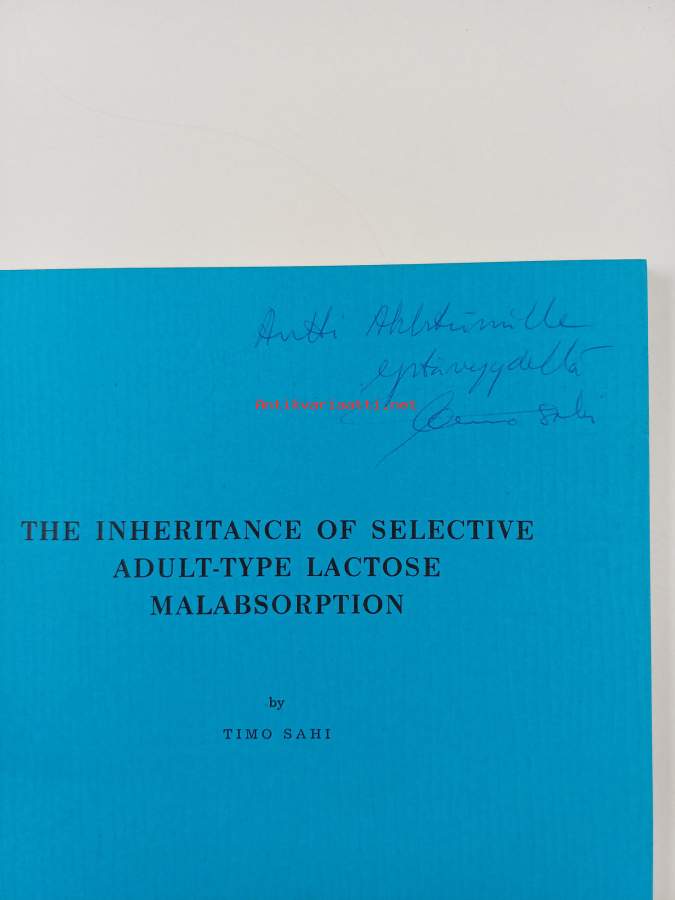 Antti Ahlströmille
ystävyydellä
Antikvariaatti.net
Timo Sahi
THE INHERITANCE OF SELECTIVE
ADULT-TYPE LACTOSE
MALABSORPTION
by
TIMO SAHI